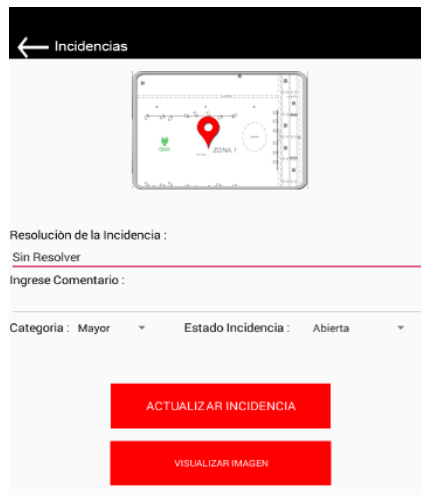 Incidencias
ZONA 1
Resolución de la Incidencia :
Sin Resolver
Ingrese Comentario :
Categoria : Mayor Estado Incidencia : Abierta
ACTUALIZAR INCIDENCIA
VISUALIZAR IMAGEN